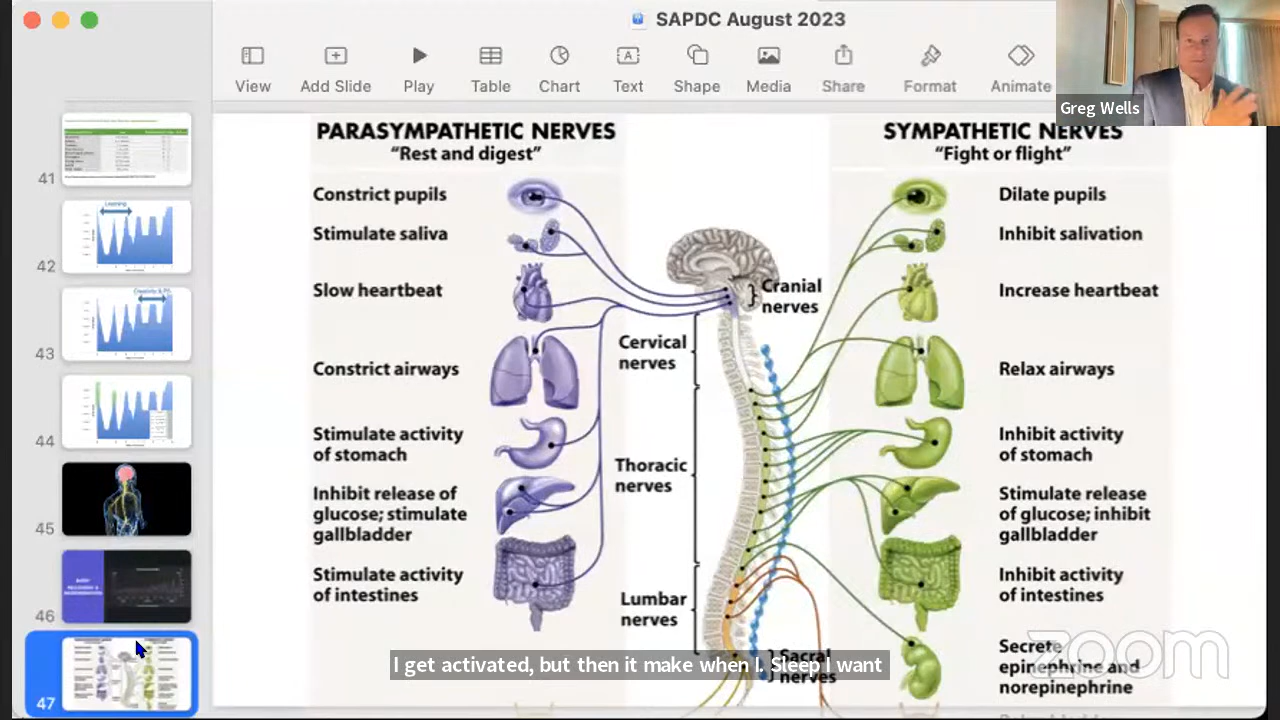 SAPDC August 2023
View
Add Slide
Play
Table
Chart
Text
Shape
Media
Share
Format
Animate
Greg Wells
41
42
43
44
45
46
47
Learning
PARASYMPATHETIC NERVES
"Rest and digest"
Constrict pupils
Stimulate saliva
Slow heartbeat
Constrict airways
Stimulate activity
of stomach
Inhibit release of
glucose; stimulate
gallbladder
Stimulate activity
of intestines
Cranial
nerves
Cervical
nerves
Thoracic
nerves
Lumbar
nerves
Sacral
nerves
SYMPATHETIC NERVES
"Fight or flight"
Dilate pupils
Inhibit salivation
Increase heartbeat
Relax airways
Inhibit activity
of stomach
Stimulate release
of glucose; inhibit
gallbladder
Inhibit activity
of intestines
Secrete
epinephrine and
norepinephrine
I get activated, but then it make when I. Sleep I want
zoom